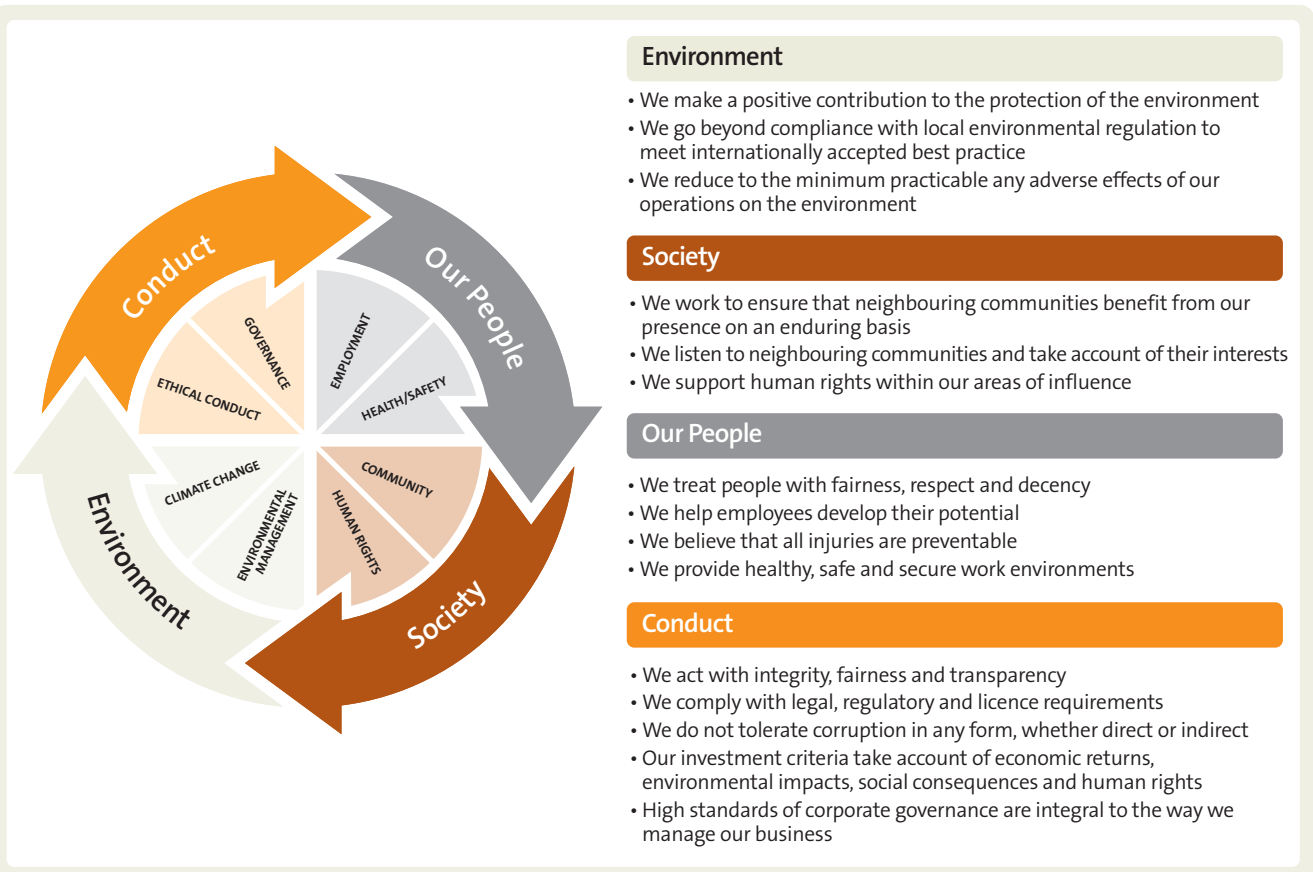 Conduct
Our People
Society
Environment
GOVERNANCE
ETHICAL CONDUCT
EMPLOYMENT
HEALTH/SAFETY
COMMUNITY
HUMAN RIGHTS
ENVIRONMENTAL
MANAGEMENT
CLIMATE CHANGE
Environment
• We make a positive contribution to the protection of the environment
• We go beyond compliance with local environmental regulation to
meet internationally accepted best practice
• We reduce to the minimum practicable any adverse effects of our
operations on the environment
Society
• We work to ensure that neighbouring communities benefit from our
presence on an enduring basis
• We listen to neighbouring communities and take account of their interests
• We support human rights within our areas of influence
Our People
• We treat people with fairness, respect and decency
• We help employees develop their potential
• We believe that all injuries are preventable
• We provide healthy, safe and secure work environments
Conduct
• We act with integrity, fairness and transparency
• We comply with legal, regulatory and licence requirements
• We do not tolerate corruption in any form, whether direct or indirect
• Our investment criteria take account of economic returns,
environmental impacts, social consequences and human rights
• High standards of corporate governance are integral to the way we
manage our business